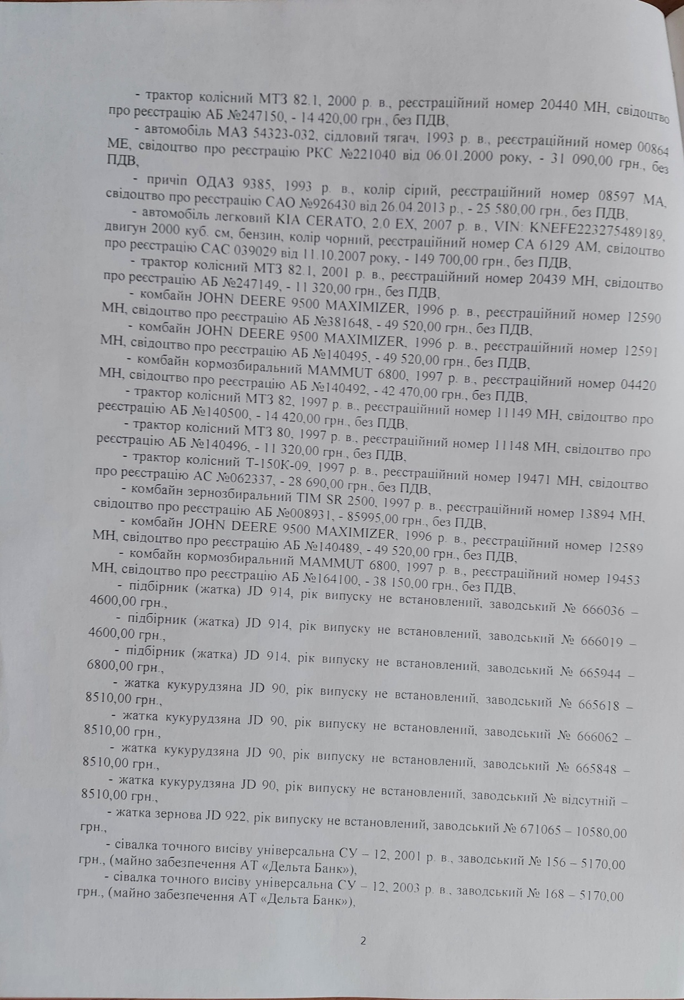 - трактор колісний МТЗ 82.1, 2000 р. в., реєстраційний номер 20440 МН, свідоцтво
про реєстрацію АБ №247150, - 14 420,00 грн., без ПДВ,
- автомобіль МАЗ 54323-032, сідловий тягач, 1993 р. в., реєстраційний номер 00864
МЕ, свідоцтво про реєстрацію РКС №221040 від 06.01.2000 року, - 31 090,00 грн., без
ПДВ,
- причіп ОДАЗ 9385, 1993 р. в., колір сірий, реєстраційний номер 08597 МА,
свідоцтво про реєстрацію САО №926430 від 26.04.2013 р., - 25 580,00 грн., без ПДВ,
- автомобіль легковий KIA CERATO, 2.0 EX, 2007 р. в., VIN: KNEFE223275489189,
двигун 2000 куб. см, бензин, колір чорний, реєстраційний номер СА 6129 АМ, свідоцтво
про реєстрацію САС 039029 від 11.10.2007 року, - 149 700,00 грн., без ПДВ,
- трактор колісний МТЗ 82.1, 2001 р. в., реєстраційний номер 20439 МН, свідоцтво
про реєстрацію АБ №247149, - 11 320,00 грн., без ПДВ,
- комбайн JOHN DEERE 9500 MAXIMIZER, 1996 р. в., реєстраційний номер 12590
МН, свідоцтво про реєстрацію АБ №381648, - 49 520,00 грн., без ПДВ,
- комбайн JOHN DEERE 9500 MAXIMIZER, 1996 р. в., реєстраційний номер 12591
МН, свідоцтво про реєстрацію АБ №140495, - 49 520,00 грн., без ПДВ,
- комбайн кормозбиральний MAMMUT 6800, 1997 р. в., реєстраційний номер 04420
МН, свідоцтво про реєстрацію АБ №140492, - 42 470,00 грн., без ПДВ,
- трактор колісний МТЗ 82, 1997 р. в., реєстраційний номер 11149 МН, свідоцтво про
реєстрацію АБ №140500, - 14 420,00 грн., без ПДВ,
- трактор колісний МТЗ 80, 1997 р. в., реєстраційний номер 11148 МН, свідоцтво про
реєстрацію АБ №140496, - 11 320,00 грн., без ПДВ,
- трактор колісний Т-150К-09, 1997 р. в., реєстраційний номер 19471 МН, свідоцтво
про реєстрацію АС №062337, - 28 690,00 грн., без ПДВ,
- комбайн зернозбиральний TIM SR 2500, 1997 р. в., реєстраційний номер 13894 МН,
свідоцтво про реєстрацію АБ №008931, - 85995,00 грн., без ПДВ,
- комбайн JOHN DEERE 9500 MAXIMIZER, 1996 р. в., реєстраційний номер 12589
МН, свідоцтво про реєстрацію АБ №140489, - 49 520,00 грн., без ПДВ,
- комбайн кормозбиральний MAMMUT 6800, 1997 р. в., реєстраційний номер 19453
МН, свідоцтво про реєстрацію АБ №164100, - 38 150,00 грн., без ПДВ,
- підбірник (жатка) JD 914, рік випуску не встановлений, заводський № 666036 –
4600,00 грн.,
- підбірник (жатка) JD 914, рік випуску не встановлений, заводський № 666019 –
4600,00 грн.,
- підбірник (жатка) JD 914, рік випуску не встановлений, заводський № 665944 –
6800,00 грн.,
- жатка кукурудзяна JD 90, рік випуску не встановлений, заводський № 665618 –
8510,00 грн.,
- жатка кукурудзяна JD 90, рік випуску не встановлений, заводський № 666062 –
8510,00 грн.,
- жатка кукурудзяна JD 90, рік випуску не встановлений, заводський № 665848 –
8510,00 грн.,
- жатка кукурудзяна JD 90, рік випуску не встановлений, заводський № відсутній –
8510,00 грн.,
- жатка зернова JD 922, рік випуску не встановлений, заводський № 671065 – 10580,00
грн.,
- сівалка точного висіву універсальна СУ – 12, 2001 р. в., заводський № 156 – 5170,00
грн., (майно забезпечення АТ «Дельта Банк»),
- сівалка точного висіву універсальна СУ – 12, 2003 р. в., заводський № 168 – 5170,00
грн., (майно забезпечення АТ «Дельта Банк»),
2